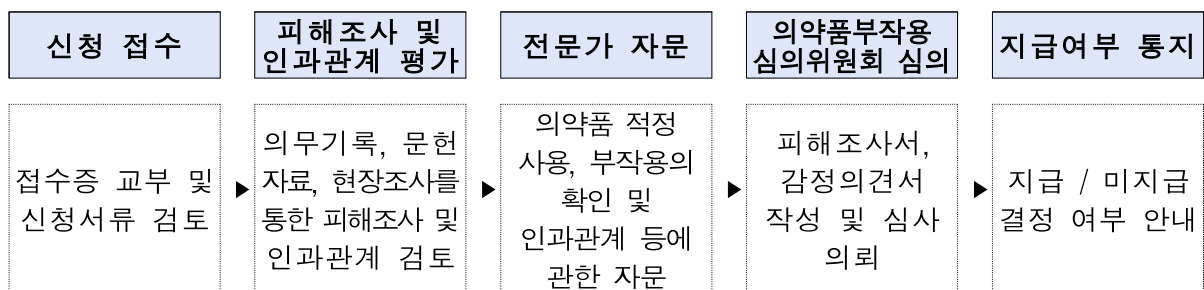 신청 접수
피해조사 및
인과관계 평가
전문가 자문
의약품부작용
심의위원회 심의
지급여부 통지
접수증 교부 및
신청서류 검토
▶
의무기록, 문헌
자료, 현장조사를
통한 피해조사 및
인과관계 검토
▶
의약품 적정
사용, 부작용의
확인 및
인과관계 등에
관한 자문
▶
피해조사서,
감정의견서
작성 및 심사
의뢰
▶
지급 / 미지급
결정 여부 안내